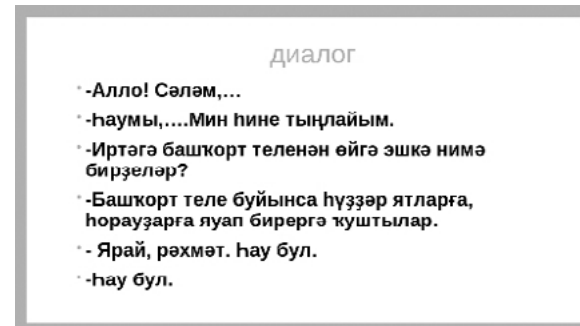 диалог
-Алло! Сәләм,...
-Һаумы,....Мин һине тыңлайым.
-Иртәгә башҡорт теленән өйгә эшкә нимә
бирҙеләр?
-Башҡорт теле буйынса һүҙҙәр ятларға,
һорауҙарға яуап бирергә ҡуштылар.
- Ярай, рәхмәт. Һау бул.
-Һау бул.